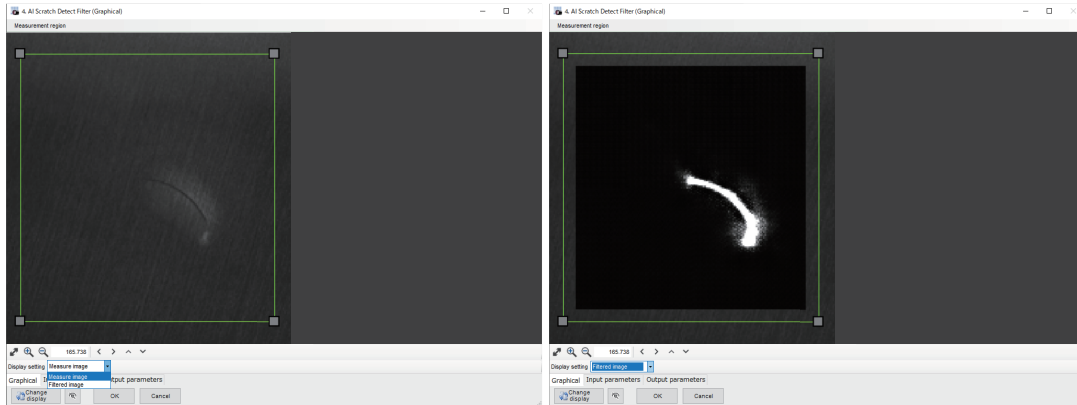 4. AI Scratch Detect Filter (Graphical)
Measurement region
165.738
Display setting Measure image
Measure image
Filtered image
Graphical I tput parameters
Change display OK Cancel
4. AI Scratch Detect Filter (Graphical)
Measurement region
165.738
Display setting Filtered image
Graphical Input parameters Output parameters
Change display OK Cancel